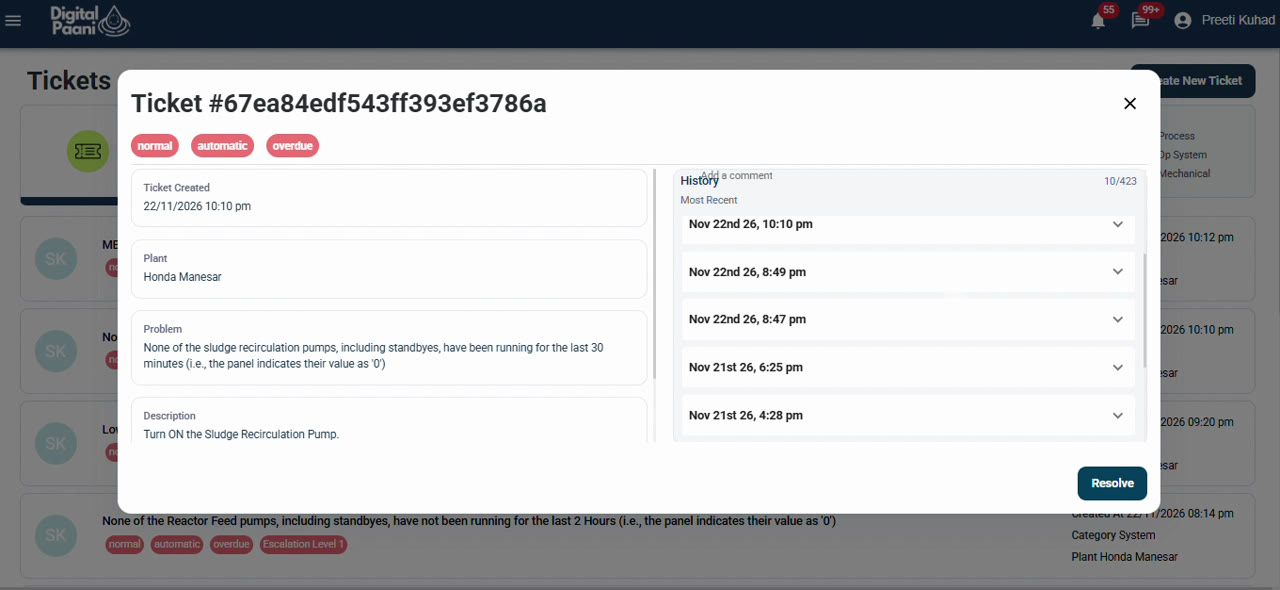 Digital
Paani
55
99+
Preeti Kuhad
Tickets
ate New Ticket
Ticket #67ea84edf543ff393ef3786a
normal
automatic
overdue
Ticket Created
22/11/2026 10:10 pm
Plant
Honda Manesar
Problem
None of the sludge recirculation pumps, including standbyes, have been running for the last 30
minutes (i.e., the panel indicates their value as '0')
Description
Turn ON the Sludge Recirculation Pump.
Add a comment
History
10/423
Most Recent
Nov 22nd 26, 10:10 pm
Nov 22nd 26, 8:49 pm
Nov 22nd 26, 8:47 pm
Nov 21st 26, 6:25 pm
Nov 21st 26, 4:28 pm
Resolve
Process
Op System
Mechanical
SK
ME
no
2026 10:12 pm
sar
SK
No
no
2026 10:10 pm
sar
SK
Lov
no
2026 09:20 pm
sar
SK
None of the Reactor Feed pumps, including standbyes, have not been running for the last 2 Hours (i.e., the panel indicates their value as '0')
normal
automatic
overdue
Escalation Level 1
Created At 22/11/2026 08:14 pm
Category System
Plant Honda Manesar